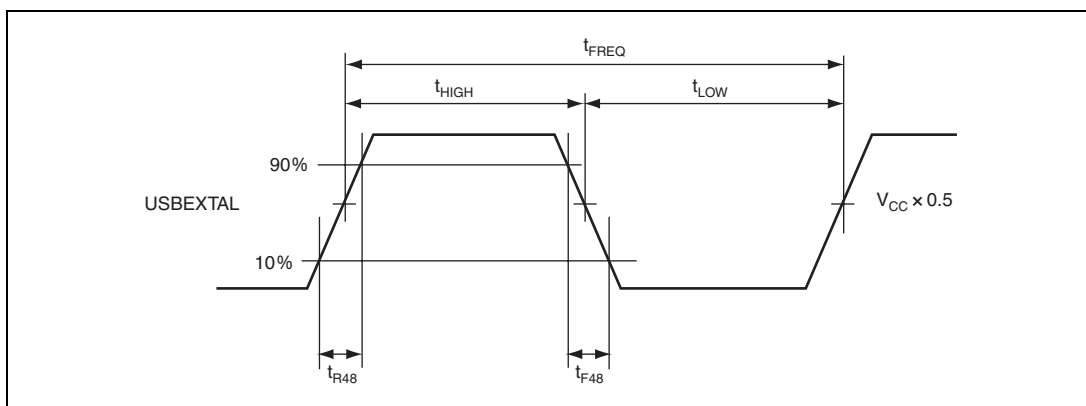 tFREQ
tHIGH
tLOW
90%
USBEXTAL
VCC × 0.5
10%
tR48
tF48